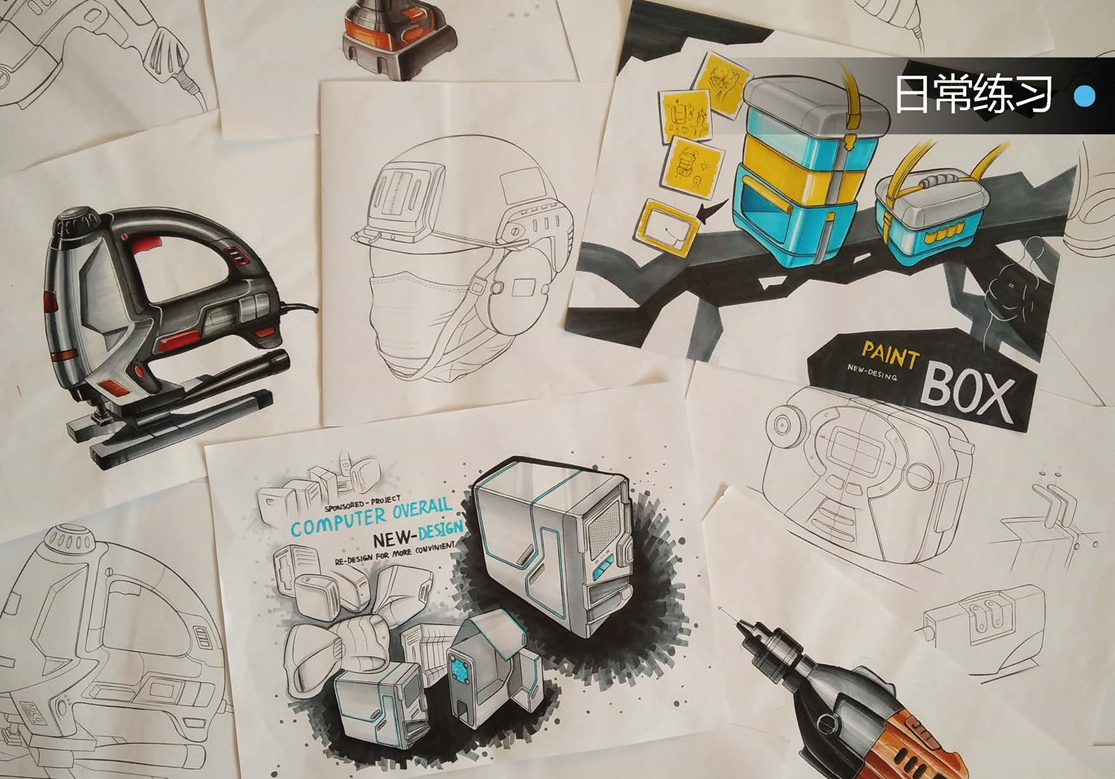 日常练习
PAINT
NEW-DESING
BOX
SPONSORED-PROJECT
COMPUTER OVERALL
NEW-DESIGN
RE-DESIGN FOR MORE CONVINIENT